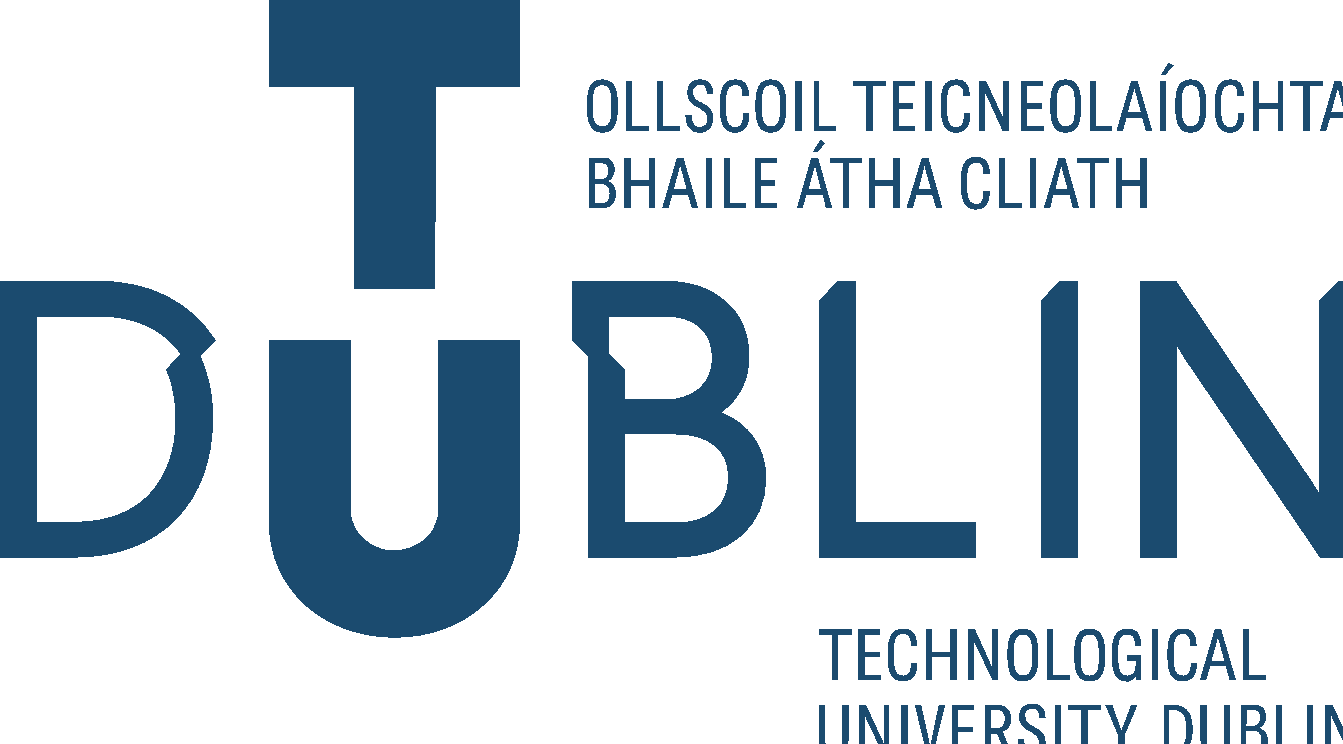 OLLSCOIL TEICNEOLAÍOCHTA
BHAILE ÁTHA CLIATH
T
DUBLIN
TECHNOLOGICAL
UNIVERSITY DUBLIN